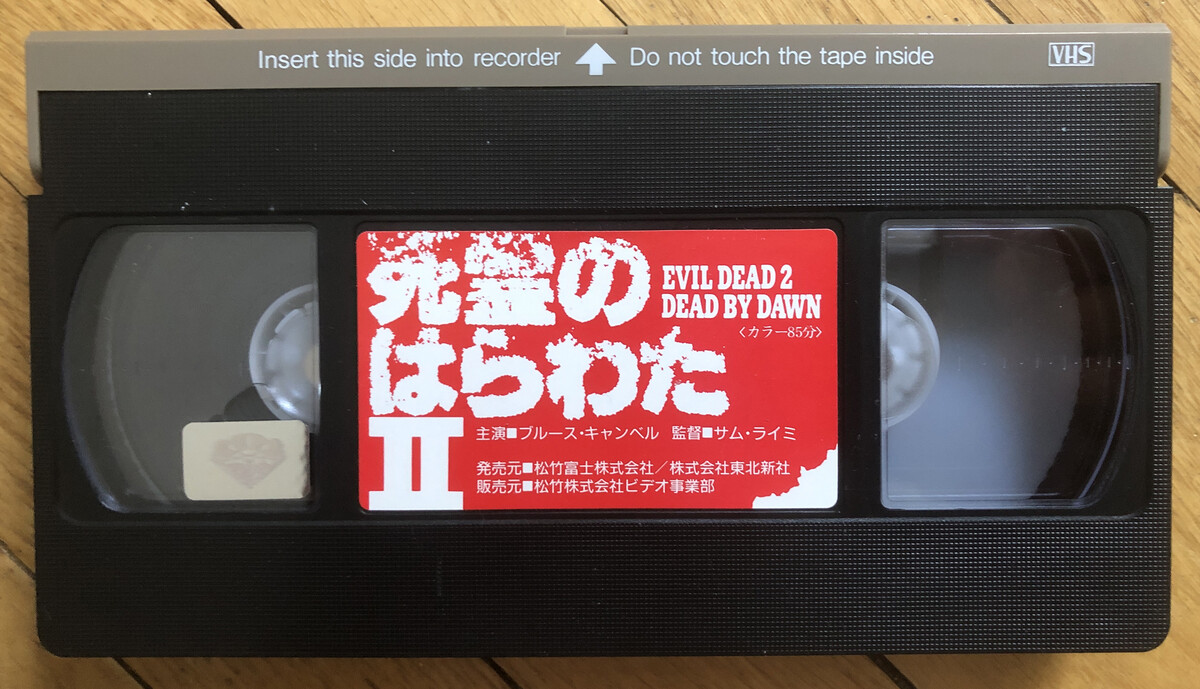 Insert this side into recorder Do not touch the tape inside VHS
死霊の
はらわた
II
EVIL DEAD 2
DEAD BY DAWN
〈カラー85分〉
主演■ブルース・キャンベル 監督■サム・ライミ
発売元■松竹富士株式会社/株式会社東北新社
販売元■松竹株式会社ビデオ事業部